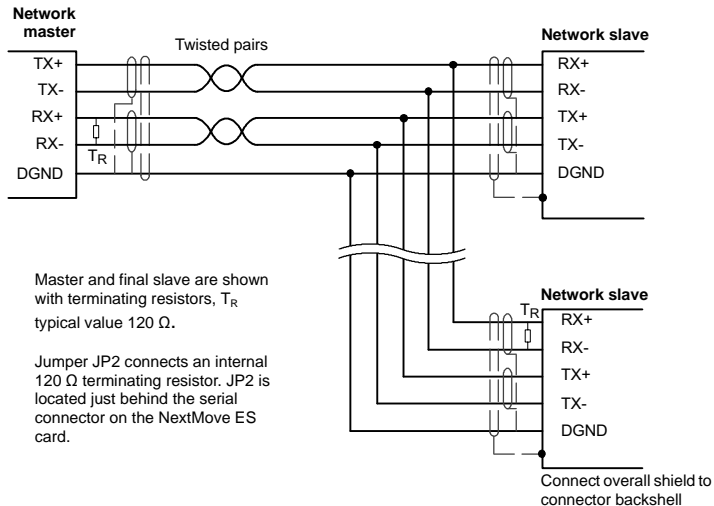 Network
master
TX+
TX-
RX+
RX-
TR
DGND
Twisted pairs
Network slave
RX+
RX-
TX+
TX-
DGND
Master and final slave are shown
with terminating resistors, TR
typical value 120 Ω.
Jumper JP2 connects an internal
120 Ω terminating resistor. JP2 is
located just behind the serial
connector on the NextMove ES
card.
Network slave
TR
RX+
RX-
TX+
TX-
DGND
Connect overall shield to
connector backshell